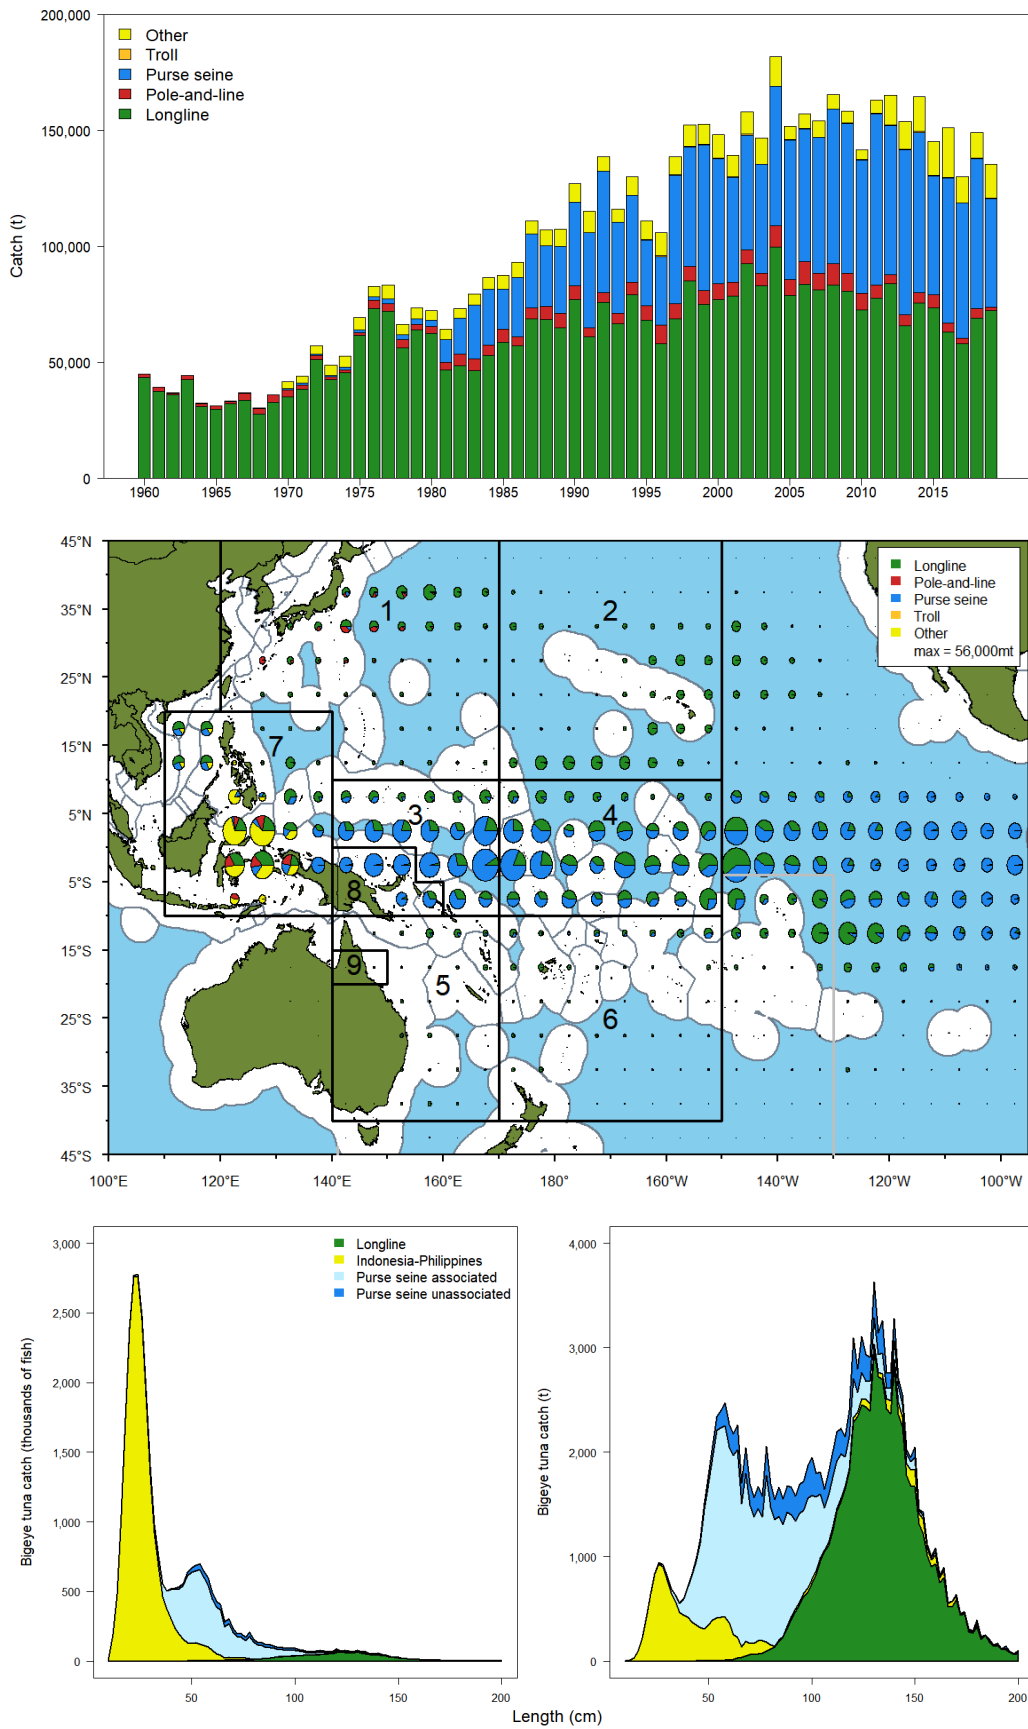 200,000
150,000
100,000
50,000
0
Catch (t)
Other
Troll
Purse seine
Pole-and-line
Longline
1960 1965 1970 1975 1980 1985 1990 1995 2000 2005 2010 2015
45°N
35°N
25°N
15°N
5°N
5°S
15°S
25°S
35°S
45°S
1
2
3
4
5
6
7
8
9
Longline
Pole-and-line
Purse seine
Troll
Other
max = 56,000mt
100°E 120°E 140°E 160°E 180° 160°W 140°W 120°W 100°W
3,000
2,500
2,000
1,500
1,000
500
0
Bigeye tuna catch (thousands of fish)
Longline
Indonesia-Philippines
Purse seine associated
Purse seine unassociated
50 100 150 200
4,000
3,000
2,000
1,000
0
Bigeye tuna catch (t)
50 100 150 200
Length (cm)